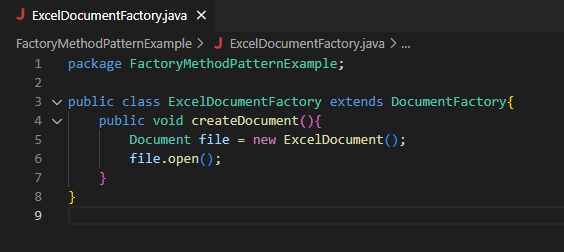 J ExcelDocumentFactory.java ×
FactoryMethodPatternExample > J ExcelDocumentFactory.java > ...
1 package FactoryMethodPatternExample;
2
3 public class ExcelDocumentFactory extends DocumentFactory{
4 public void createDocument(){
5 Document file = new ExcelDocument();
6 file.open();
7 }
8 }
9